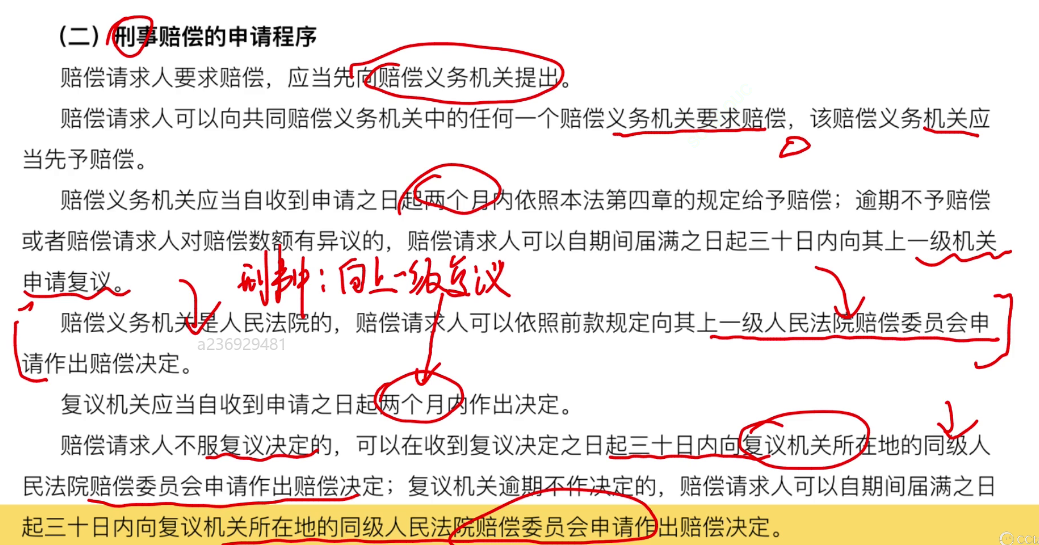 （二）刑事赔偿的申请程序
赔偿请求人要求赔偿，应当先向赔偿义务机关提出。
赔偿请求人可以向共同赔偿义务机关中的任何一个赔偿义务机关要求赔偿，该赔偿义务机关应
当先予赔偿。
赔偿义务机关应当自收到申请之日起两个月内依照本法第四章的规定给予赔偿；逾期不予赔偿
或者赔偿请求人对赔偿数额有异议的，赔偿请求人可以自期间届满之日起三十日内向其上一级机关
申请复议。
：向上一级复议
赔偿义务机关是人民法院的，赔偿请求人可以依照前款规定向其上一级人民法院赔偿委员会申
a236929481
请作出赔偿决定。
复议机关应当自收到申请之日起两个月内作出决定。
赔偿请求人不服复议决定的，可以在收到复议决定之日起三十日内向复议机关所在地的同级人
民法院赔偿委员会申请作出赔偿决定；复议机关逾期不作决定的，赔偿请求人可以自期间届满之日
起三十日内向复议机关所在地的同级人民法院赔偿委员会申请作出赔偿决定。